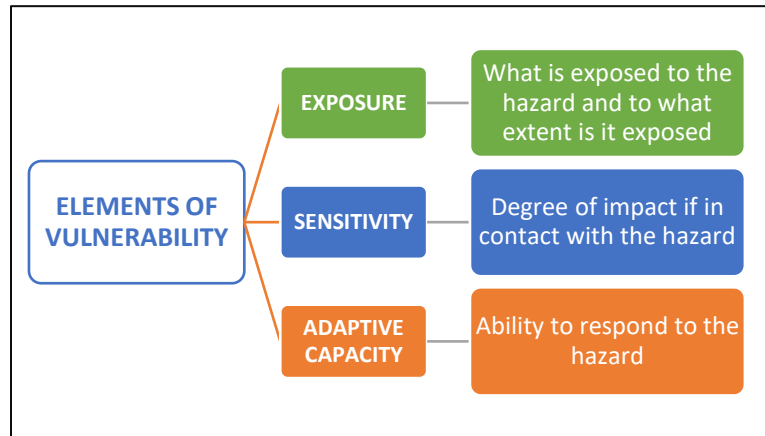 ELEMENTS OF
VULNERABILITY
EXPOSURE
What is exposed to the
hazard and to what
extent is it exposed
SENSITIVITY
Degree of impact if in
contact with the hazard
ADAPTIVE
CAPACITY
Ability to respond to the
hazard